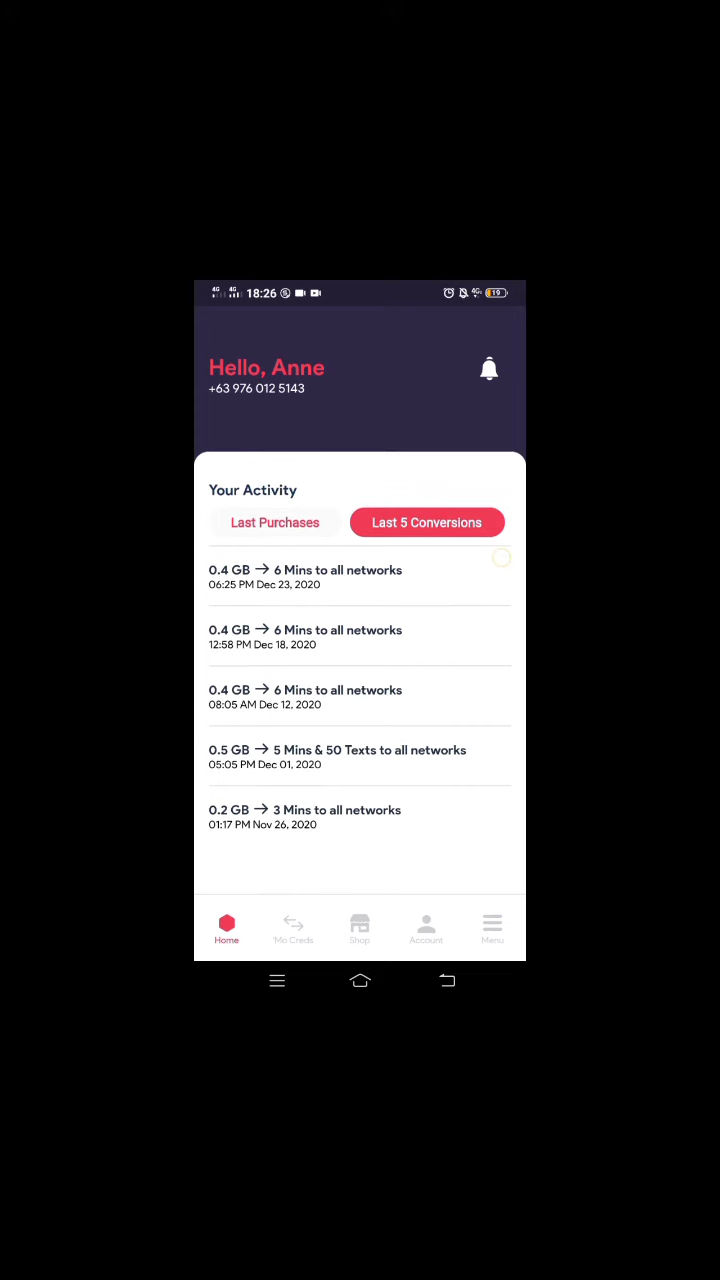 4G 4G 18:26 4G 19
Hello, Anne
+63 976 012 5143
Your Activity
Last Purchases Last 5 Conversions
0.4 GB → 6 Mins to all networks
06:25 PM Dec 23, 2020
0.4 GB → 6 Mins to all networks
12:58 PM Dec 18, 2020
0.4 GB → 6 Mins to all networks
08:05 AM Dec 12, 2020
0.5 GB → 5 Mins & 50 Texts to all networks
05:05 PM Dec 01, 2020
0.2 GB → 3 Mins to all networks
01:17 PM Nov 26, 2020
Home 'Mo Creds Shop Account Menu